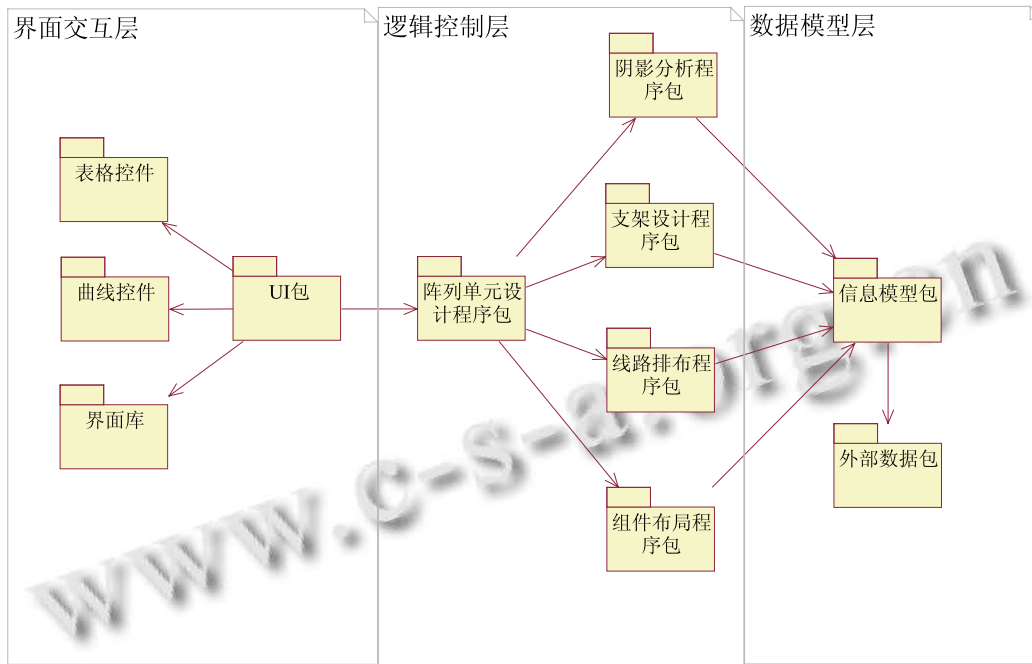 界面交互层
表格控件
曲线控件
界面库
UI包
逻辑控制层
阵列单元设
计程序包
阴影分析程
序包
支架设计程
序包
线路排布程
序包
组件布局程
序包
数据模型层
信息模型包
外部数据包
www.c-s-a.org.cn